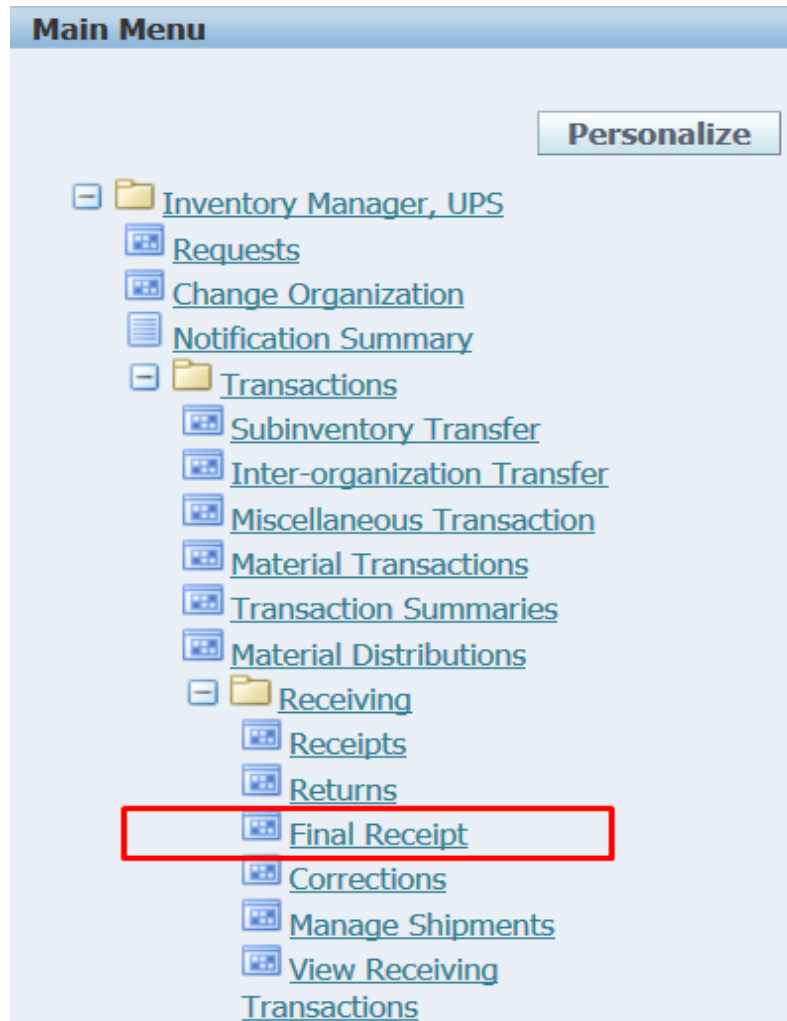 Main Menu
Personalize
Inventory Manager, UPS
Requests
Change Organization
Notification Summary
Transactions
Subinventory Transfer
Inter-organization Transfer
Miscellaneous Transaction
Material Transactions
Transaction Summaries
Material Distributions
Receiving
Receipts
Returns
Final Receipt
Corrections
Manage Shipments
View Receiving
Transactions